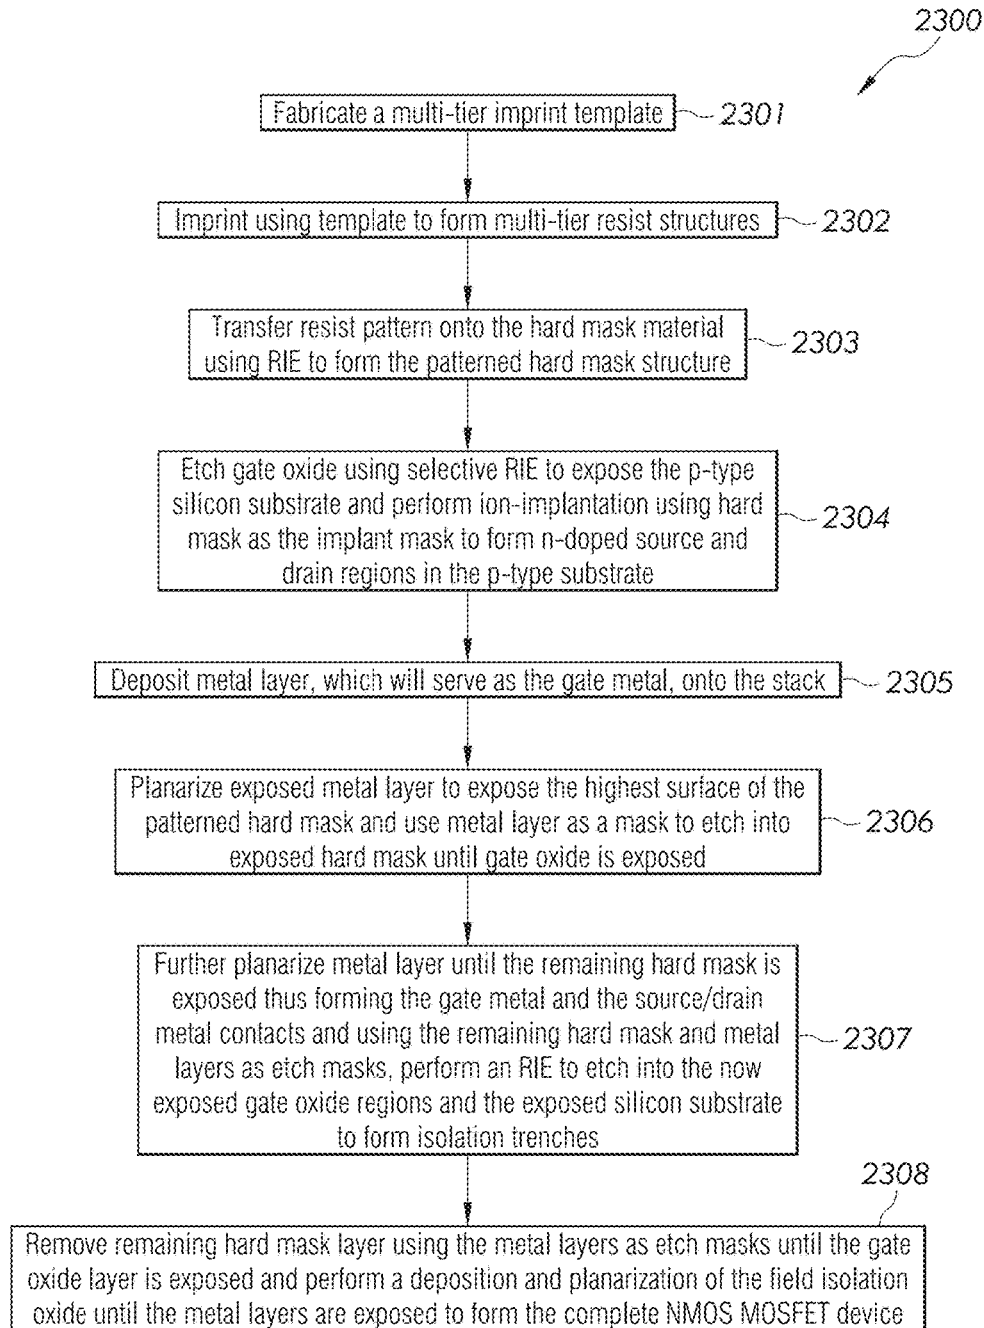 2300
Fabricate a multi-tier imprint template
2301
Imprint using template to form multi-tier resist structures
2302
Transfer resist pattern onto the hard mask material
using RIE to form the patterned hard mask structure
2303
Etch gate oxide using selective RIE to expose the p-type
silicon substrate and perform ion-implantation using hard
mask as the implant mask to form n-doped source and
drain regions in the p-type substrate
2304
Deposit metal layer, which will serve as the gate metal, onto the stack
2305
Planarize exposed metal layer to expose the highest surface of the
patterned hard mask and use metal layer as a mask to etch into
exposed hard mask until gate oxide is exposed
2306
Further planarize metal layer until the remaining hard mask is
exposed thus forming the gate metal and the source/drain
metal contacts and using the remaining hard mask and metal
layers as etch masks, perform an RIE to etch into the now
exposed gate oxide regions and the exposed silicon substrate
to form isolation trenches
2307
2308
Remove remaining hard mask layer using the metal layers as etch masks until the gate
oxide layer is exposed and perform a deposition and planarization of the field isolation
oxide until the metal layers are exposed to form the complete NMOS MOSFET device